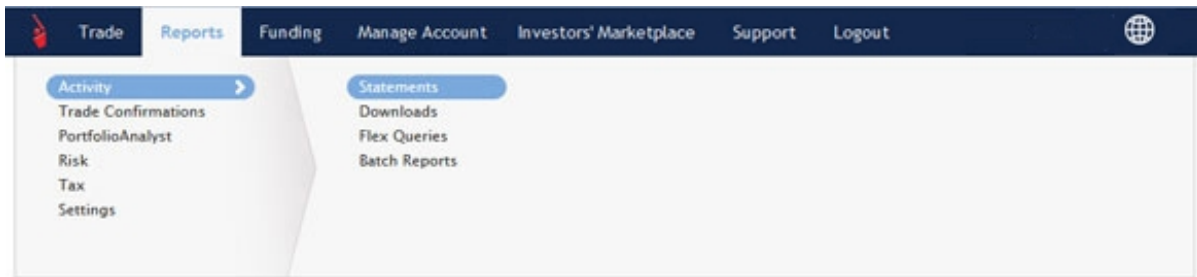 Trade Reports Funding Manage Account Investors' Marketplace Support Logout
Activity
Trade Confirmations
PortfolioAnalyst
Risk
Tax
Settings
Statements
Downloads
Flex Queries
Batch Reports